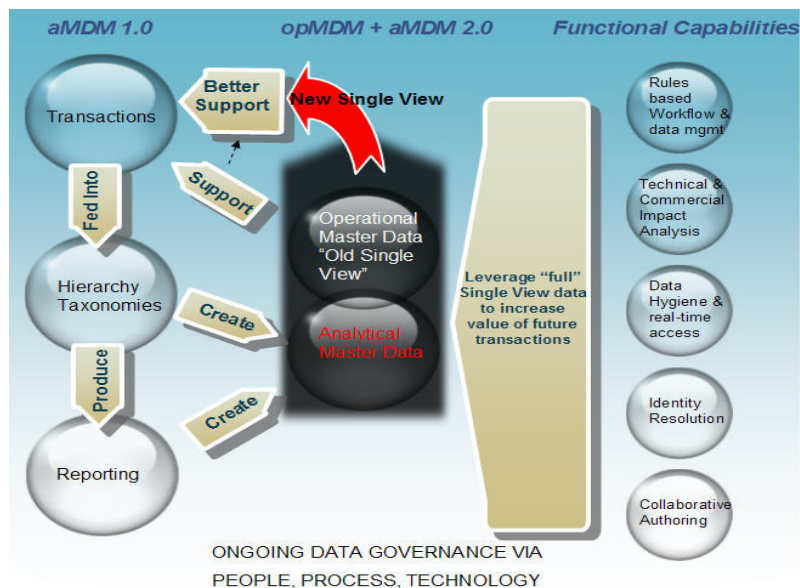 aMDM 1.0
opMDM + aMDM 2.0
Functional Capabilities
Transactions
Better
Support
New Single View
Support
Fed Into
Hierarchy
Taxonomies
Create
Produce
Create
Reporting
Operational
Master Data
“Old Single
View”
Analytical
Master Data
Leverage “full”
Single View data
to increase
value of future
transactions
Rules
based
Workflow &
data mgmt
Technical &
Commercial
Impact
Analysis
Data
Hygiene &
real-time
access
Identity
Resolution
Collaborative
Authoring
ONGOING DATA GOVERNANCE VIA
PEOPLE, PROCESS, TECHNOLOGY